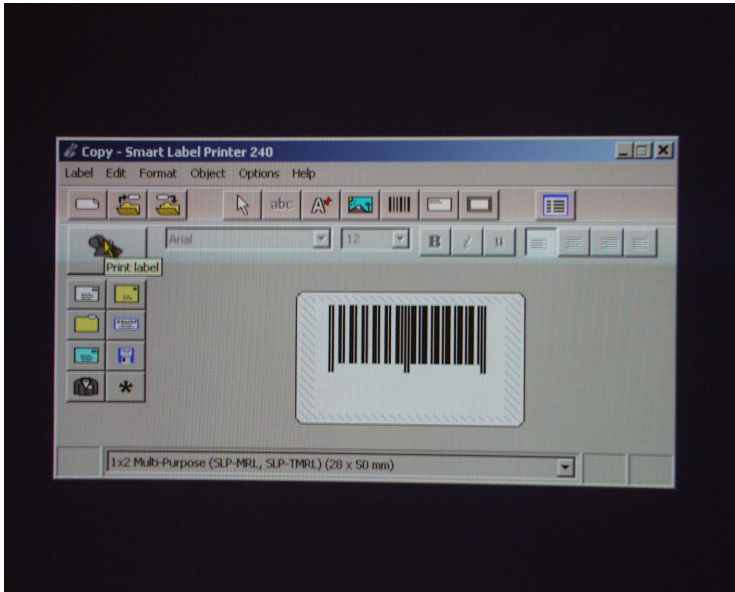 Copy - Smart Label Printer 240
Label Edit Format Object Options Help
abc A
Arial 12 B I u
Print label
1x2 Multi-Purpose (SLP-MRL, SLP-TMRL) (28 x 50 mm)